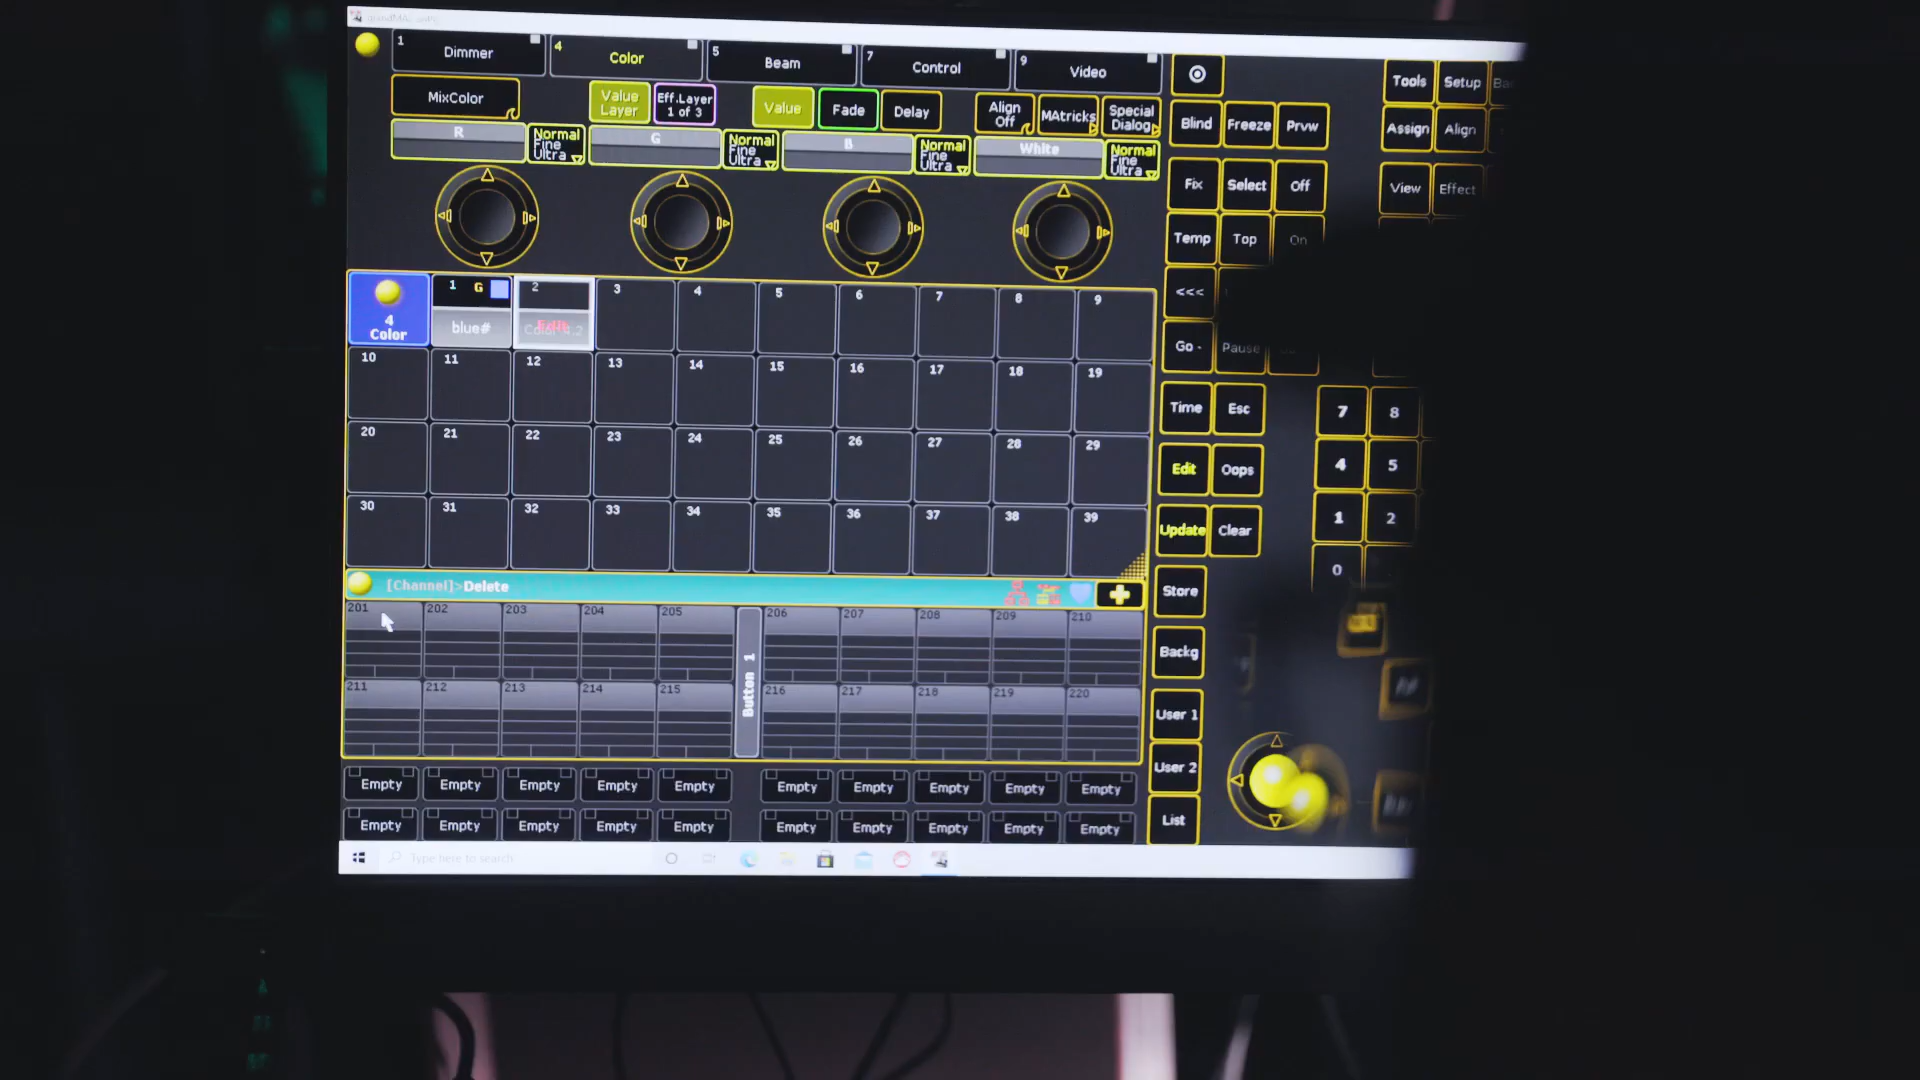 1 Dimmer
4 Color
5 Beam
7 Control
9 Video
MixColor
Value Layer
Eff.Layer 1 of 3
Value
Fade
Delay
Align Off
MAtricks
Special Dialog
R
Normal Fine Ultra
G
Normal Fine Ultra
B
Normal Fine Ultra
White
Normal Fine Ultra
4 Color
1 G
blue#
2
Edit
3 4 5 6 7 8 9
10 11 12 13 14 15 16 17 18 19
20 21 22 23 24 25 26 27 28 29
30 31 32 33 34 35 36 37 38 39
[Channel]>Delete
201 202 203 204 205 206 207 208 209 210
Button 1
211 212 213 214 215 216 217 218 219 220
Empty Empty Empty Empty Empty Empty Empty Empty Empty Empty
Empty Empty Empty Empty Empty Empty Empty Empty Empty Empty
Type here to search
Tools Setup
Blind Freeze Prvw
Assign Align
Fix Select Off
View Effect
Temp Top On
<<<
Go - Pause
Time Esc
7 8
Edit Oops
4 5
Update Clear
1 2
0
Store
Backg
User 1
User 2
List